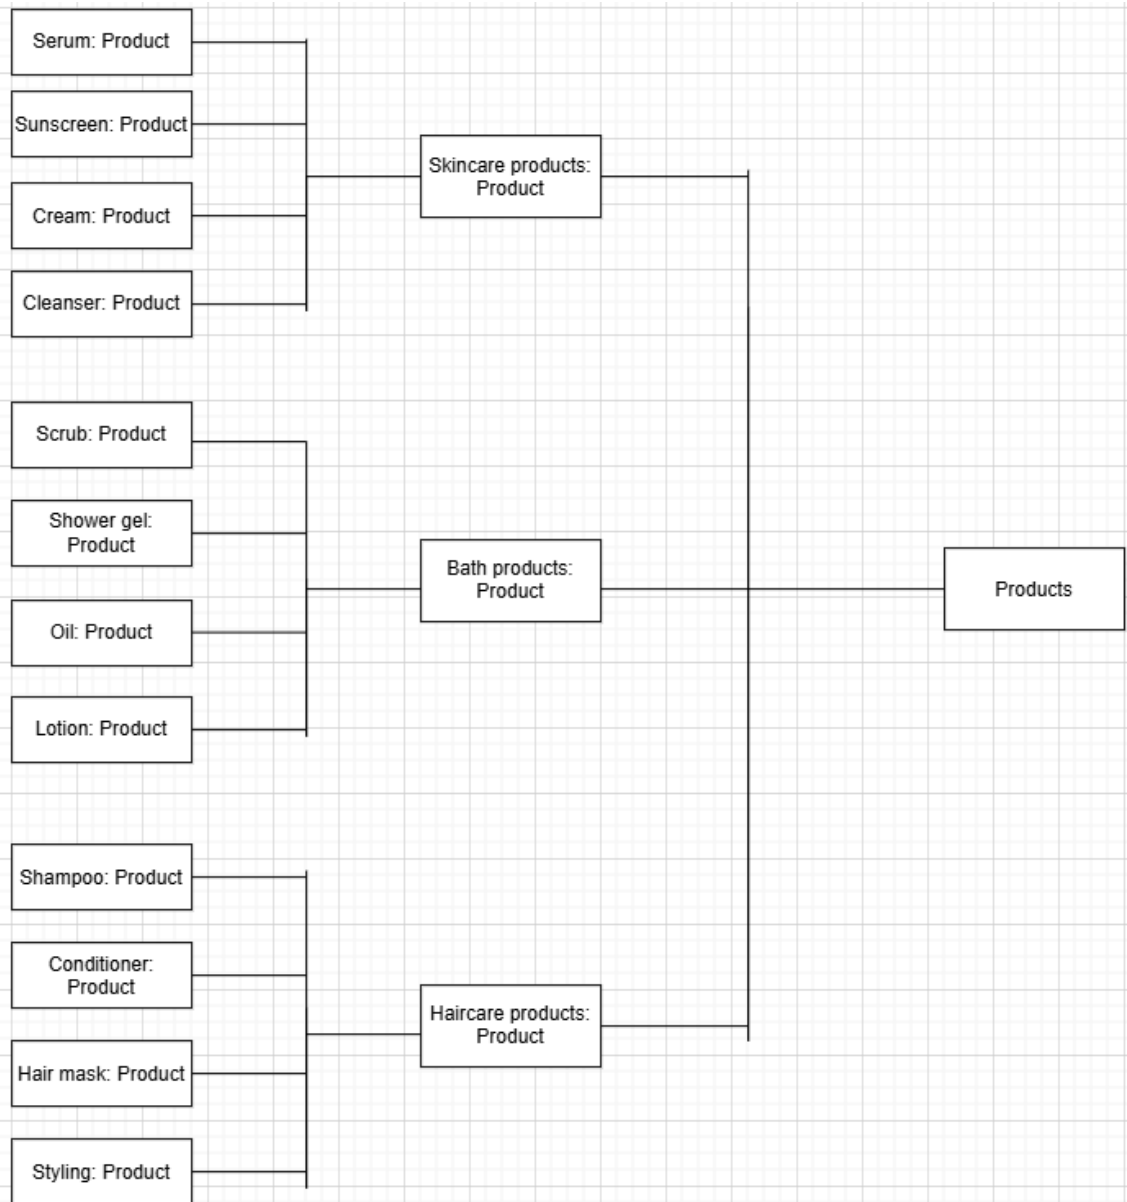 Serum: Product
Sunscreen: Product
Cream: Product
Cleanser: Product
Skincare products:
Product
Scrub: Product
Shower gel:
Product
Oil: Product
Lotion: Product
Bath products:
Product
Products
Shampoo: Product
Conditioner:
Product
Hair mask: Product
Styling: Product
Haircare products:
Product